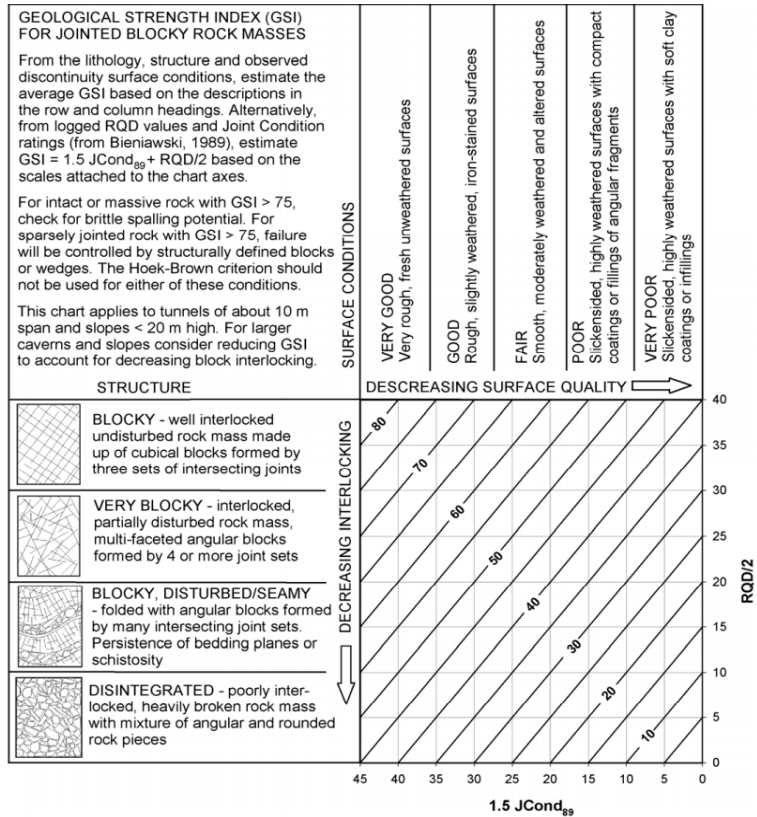 GEOLOGICAL STRENGTH INDEX (GSI)
FOR JOINTED BLOCKY ROCK MASSES
From the lithology, structure and observed
discontinuity surface conditions, estimate the
average GSI based on the descriptions in
the row and column headings. Alternatively,
from logged RQD values and Joint Condition
ratings (from Bieniawski, 1989), estimate
GSI = 1.5 JCond89 + RQD/2 based on the
scales attached to the chart axes.
For intact or massive rock with GSI > 75,
check for brittle spalling potential. For
sparsely jointed rock with GSI > 75, failure
will be controlled by structurally defined blocks
or wedges. The Hoek-Brown criterion should
not be used for either of these conditions.
This chart applies to tunnels of about 10 m
span and slopes < 20 m high. For larger
caverns and slopes consider reducing GSI
to account for decreasing block interlocking.
SURFACE CONDITIONS
VERY GOOD
Very rough, fresh unweathered surfaces
GOOD
Rough, slightly weathered, iron-stained surfaces
FAIR
Smooth, moderately weathered and altered surfaces
POOR
Slickensided, highly weathered surfaces with compact
coatings or fillings of angular fragments
VERY POOR
Slickensided, highly weathered surfaces with soft clay
coatings or infillings
STRUCTURE
DESCREASING SURFACE QUALITY
BLOCKY - well interlocked
undisturbed rock mass made
up of cubical blocks formed by
three sets of intersecting joints
VERY BLOCKY - interlocked,
partially disturbed rock mass,
multi-faceted angular blocks
formed by 4 or more joint sets
BLOCKY, DISTURBED/SEAMY
- folded with angular blocks formed
by many intersecting joint sets.
Persistence of bedding planes or
schistosity
DISINTEGRATED - poorly inter-
locked, heavily broken rock mass
with mixture of angular and rounded
rock pieces
DECREASING INTERLOCKING
80
70
60
50
40
30
20
10
40
35
30
25
20
15
10
5
0
RQD/2
45 40 35 30 25 20 15 10 5 0
1.5 JCond89